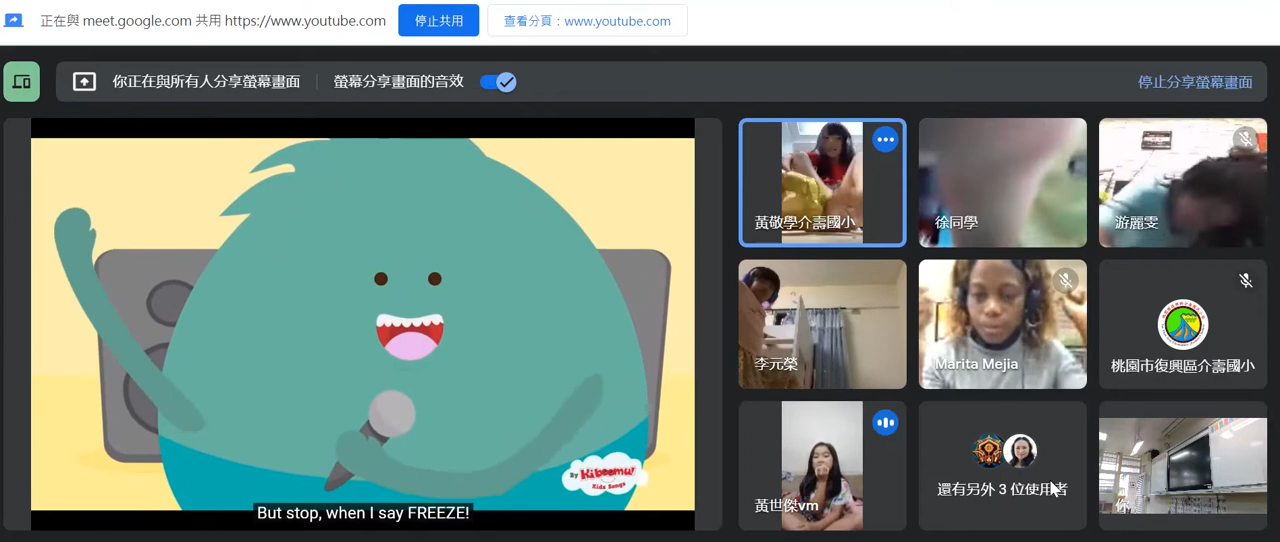 正在與 meet.google.com 共用 https://www.youtube.com
停止共用
查看分頁：www.youtube.com
你正在與所有人分享螢幕畫面
螢幕分享畫面的音效
停止分享螢幕畫面
By Kiboomu!
Kids Songs
But stop, when I say FREEZE!
黃敬學介壽國小
徐同學
游麗雯
李元榮
Marita Mejia
桃園市復興區介壽國小
黃世傑vm
還有另外 3 位使用者
你